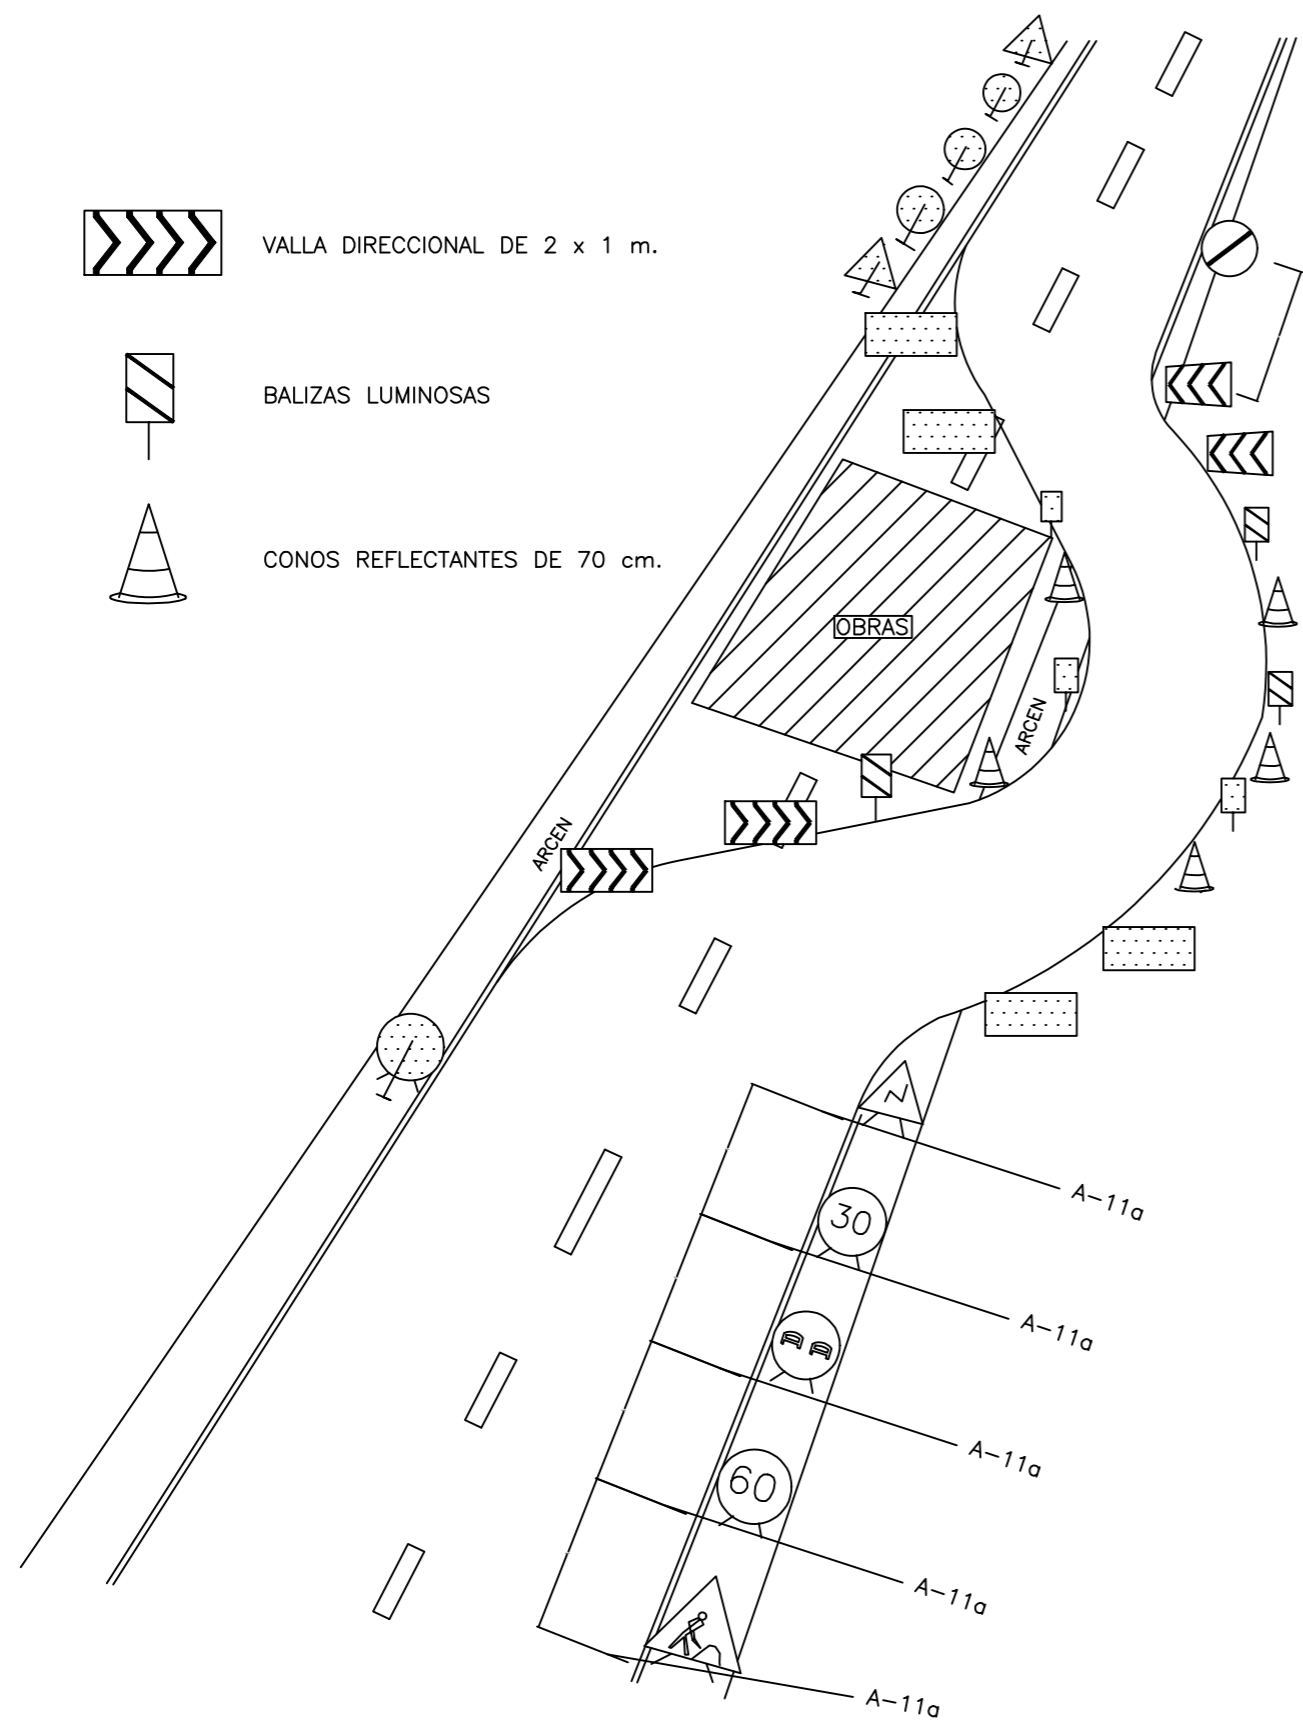 VALLA DIRECCIONAL DE 2 x 1 m.
BALIZAS LUMINOSAS
CONOS REFLECTANTES DE 70 cm.
OBRAS
ARCEN
ARCEN
A-11a
30
A-11a
A-11a
60
A-11a
A-11a